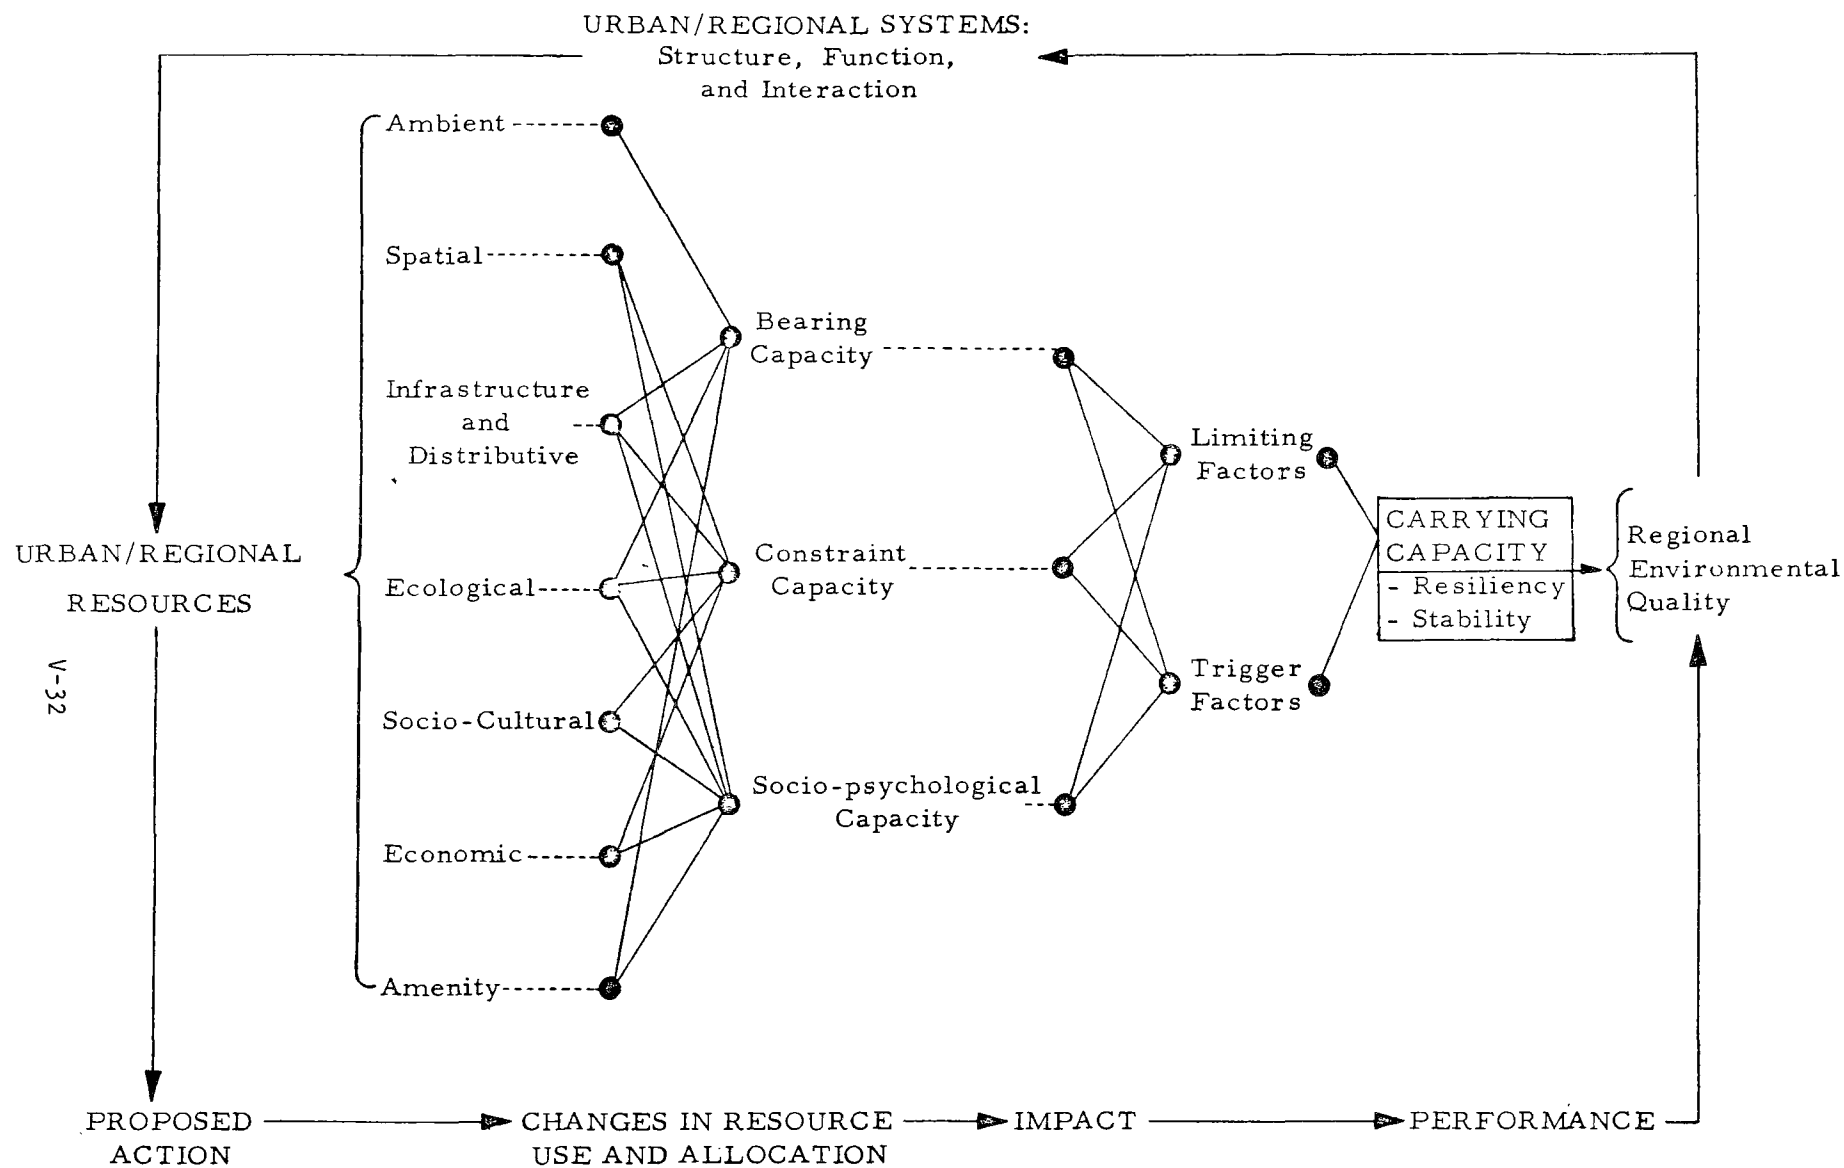 URBAN/REGIONAL SYSTEMS:
Structure, Function,
and Interaction
Ambient
Spatial
Infrastructure
and
Distributive
Ecological
Socio-Cultural
Economic
Amenity
URBAN/REGIONAL
RESOURCES
V-32
Bearing
Capacity
Constraint
Capacity
Socio-psychological
Capacity
Limiting
Factors
Trigger
Factors
CARRYING
CAPACITY
- Resiliency
- Stability
Regional
Environmental
Quality
PROPOSED
ACTION
CHANGES IN RESOURCE
USE AND ALLOCATION
IMPACT
PERFORMANCE